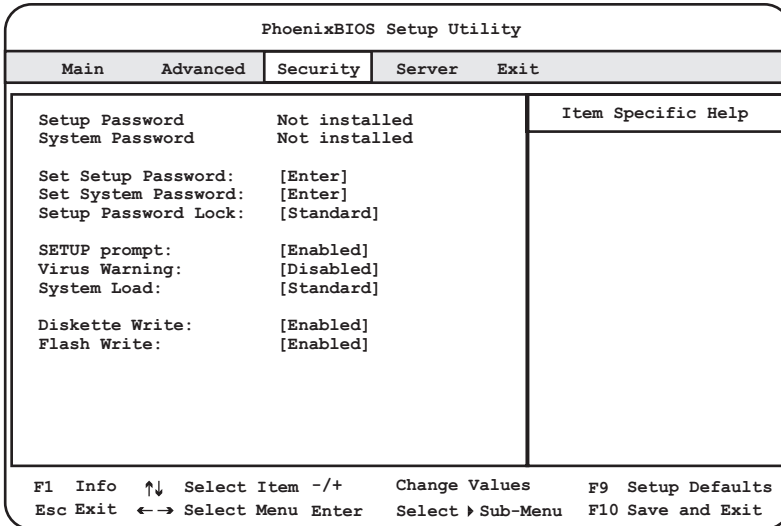 PhoenixBIOS Setup Utility
Main Advanced Security Server Exit
Setup Password Not installed
System Password Not installed
Set Setup Password: [Enter]
Set System Password: [Enter]
Setup Password Lock: [Standard]
SETUP prompt: [Enabled]
Virus Warning: [Disabled]
System Load: [Standard]
Diskette Write: [Enabled]
Flash Write: [Enabled]
Item Specific Help
F1 Info ↑↓ Select Item -/+ Change Values F9 Setup Defaults
Esc Exit ←→ Select Menu Enter Select ▶ Sub-Menu F10 Save and Exit